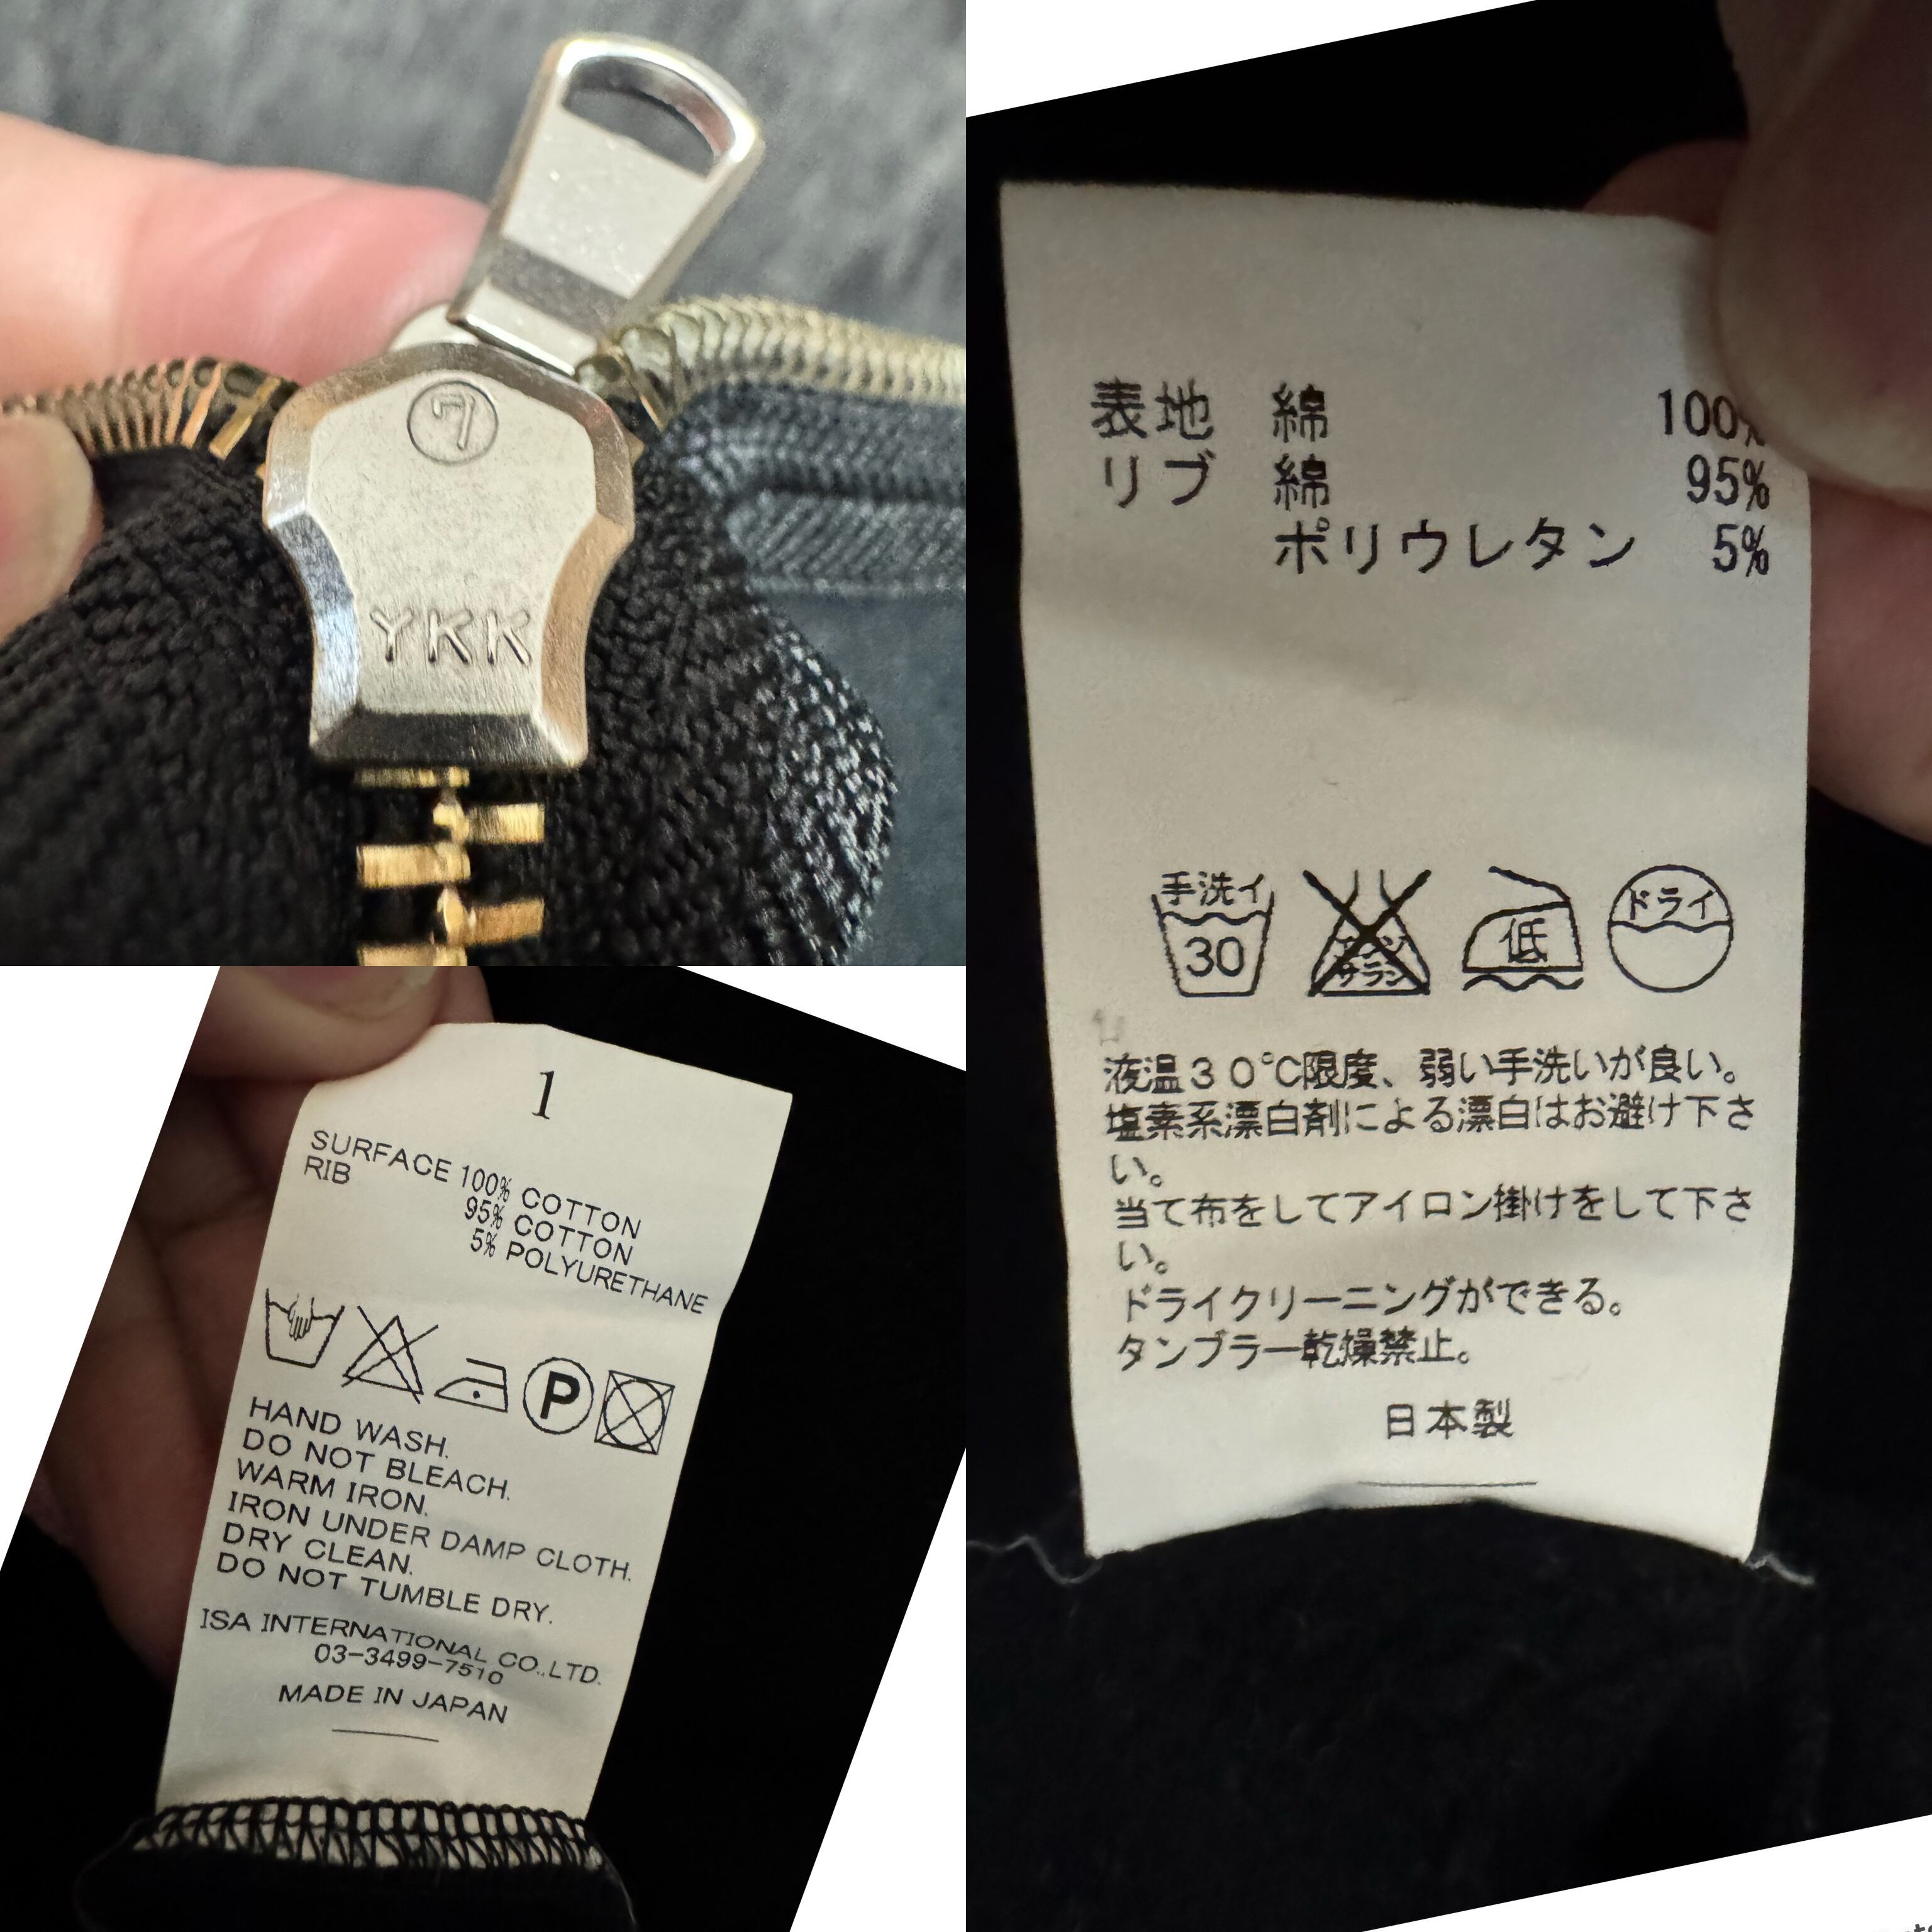 7
YKK
表地 綿 100%
リブ 綿 95%
ポリウレタン 5%
手洗イ
30
サラシ
低
ドライ
液温30℃限度、弱い手洗いが良い。
塩素系漂白剤による漂白はお避け下さ
い。
当て布をしてアイロン掛けをして下さ
い。
ドライクリーニングができる。
タンブラー乾燥禁止。
日本製
1
SURFACE 100% COTTON
RIB 95% COTTON
5% POLYURETHANE
P
HAND WASH.
DO NOT BLEACH.
WARM IRON.
IRON UNDER DAMP CLOTH.
DRY CLEAN.
DO NOT TUMBLE DRY.
ISA INTERNATIONAL CO.,LTD.
03-3499-7510
MADE IN JAPAN